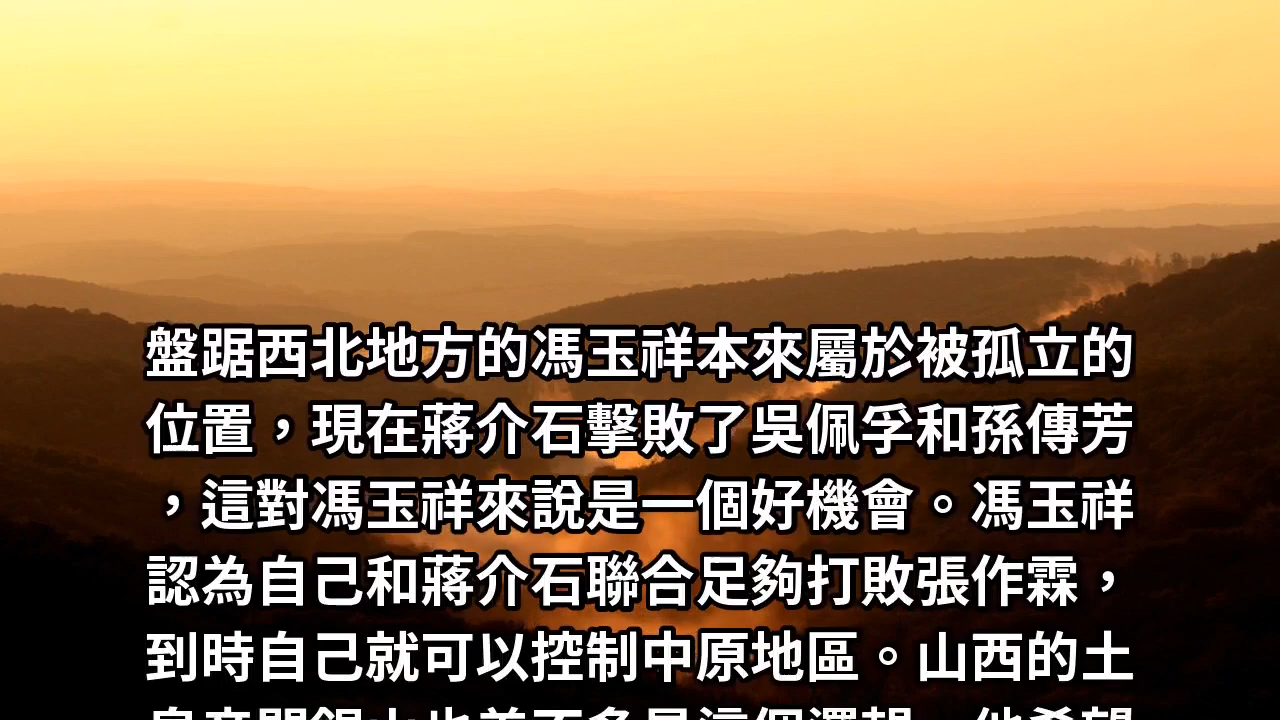 盤踞西北地方的馮玉祥本來屬於被孤立的
位置，現在蔣介石擊敗了吳佩孚和孫傳芳
，這對馮玉祥來說是一個好機會。馮玉祥
認為自己和蔣介石聯合足夠打敗張作霖，
到時自己就可以控制中原地區。山西的土